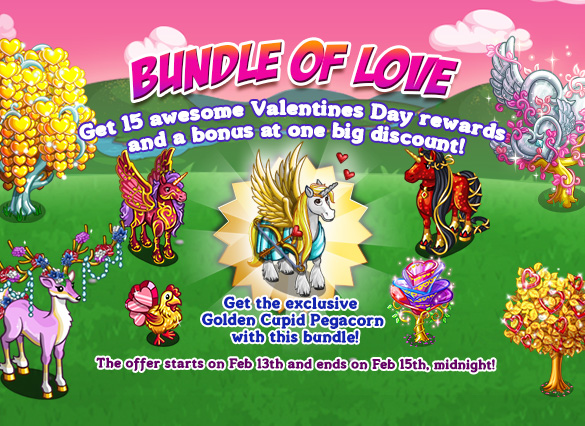 BUNDLE OF LOVE
Get 15 awesome Valentines Day rewards
and a bonus at one big discount!
Get the exclusive
Golden Cupid Pegacorn
with this bundle!
The offer starts on Feb 13th and ends on Feb 15th, midnight!